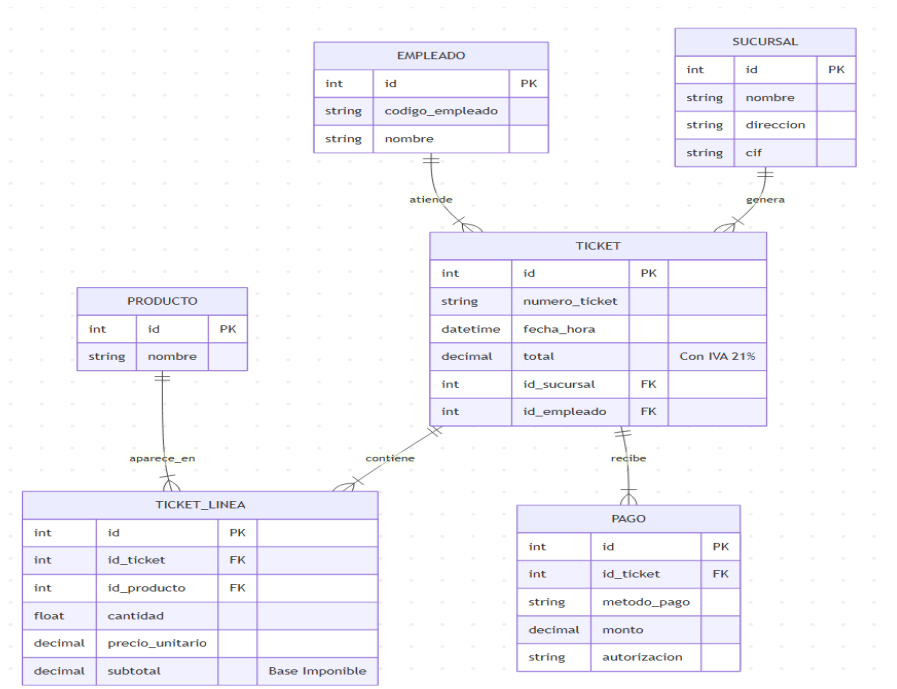 SUCURSAL
int id PK
string nombre
string direccion
string cif
EMPLEADO
int id PK
string codigo_empleado
string nombre
atiende
genera
TICKET
int id PK
string numero_ticket
datetime fecha_hora
decimal total Con IVA 21%
int id_sucursal FK
int id_empleado FK
PRODUCTO
int id PK
string nombre
aparece_en
contiene
recibe
TICKET_LINEA
int id PK
int id_ticket FK
int id_producto FK
float cantidad
decimal precio_unitario
decimal subtotal Base Imponible
PAGO
int id PK
int id_ticket FK
string metodo_pago
decimal monto
string autorizacion